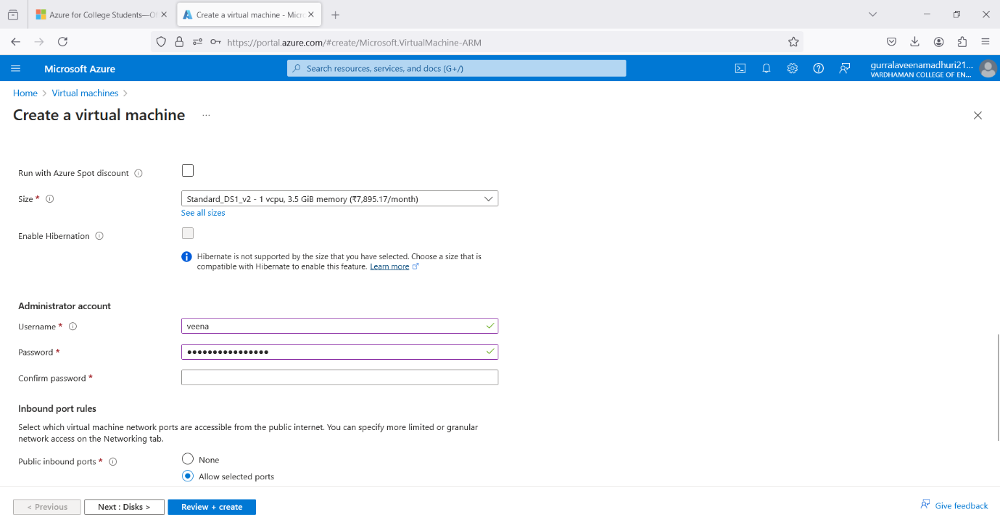 Azure for College Students—Of
Create a virtual machine - Micro
https://portal.azure.com/#create/Microsoft.VirtualMachine-ARM
Microsoft Azure
Search resources, services, and docs (G+/)
gurralaveenamadhuri21...
VARDHAMAN COLLEGE OF EN...
Home > Virtual machines >
Create a virtual machine ...
Run with Azure Spot discount
Size *
Standard_DS1_v2 - 1 vcpu, 3.5 GiB memory (₹7,895.17/month)
See all sizes
Enable Hibernation
Hibernate is not supported by the size that you have selected. Choose a size that is
compatible with Hibernate to enable this feature. Learn more
Administrator account
Username *
veena
Password *
••••••••••••••••
Confirm password *
Inbound port rules
Select which virtual machine network ports are accessible from the public internet. You can specify more limited or granular
network access on the Networking tab.
Public inbound ports *
None
Allow selected ports
< Previous
Next : Disks >
Review + create
Give feedback